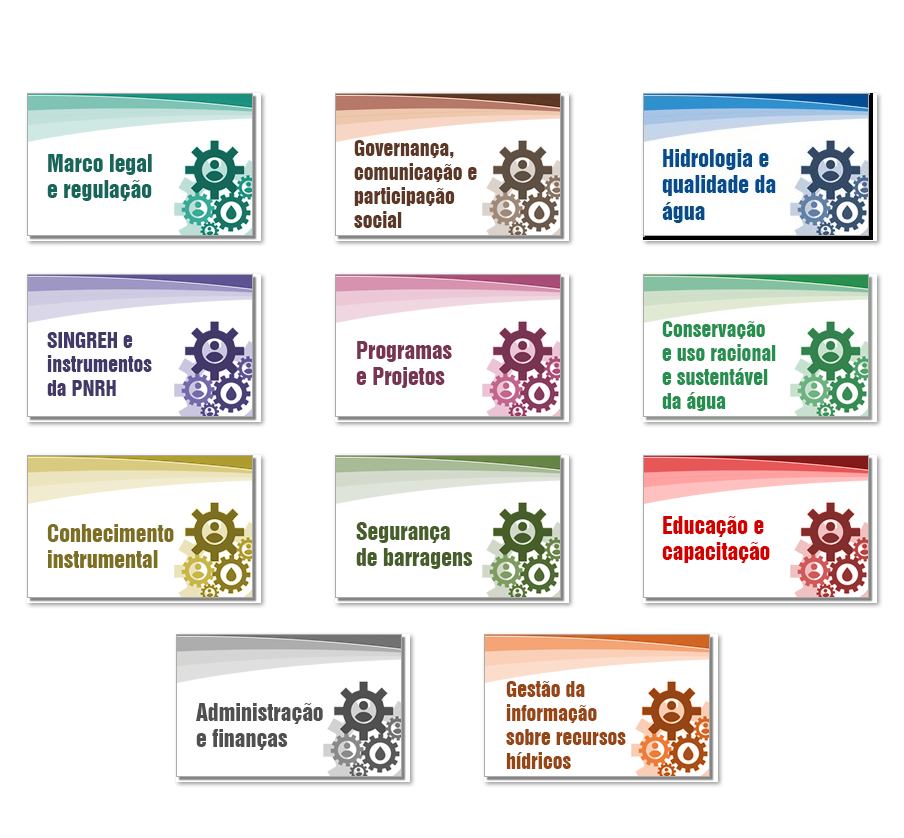 Marco legal
e regulação
Governança,
comunicação e
participação
social
Hidrologia e
qualidade da
água
SINGREH e
instrumentos
da PNRH
Programas
e Projetos
Conservação
e uso racional
e sustentável
da água
Conhecimento
instrumental
Segurança
de barragens
Educação e
capacitação
Administração
e finanças
Gestão da
informação
sobre recursos
hídricos